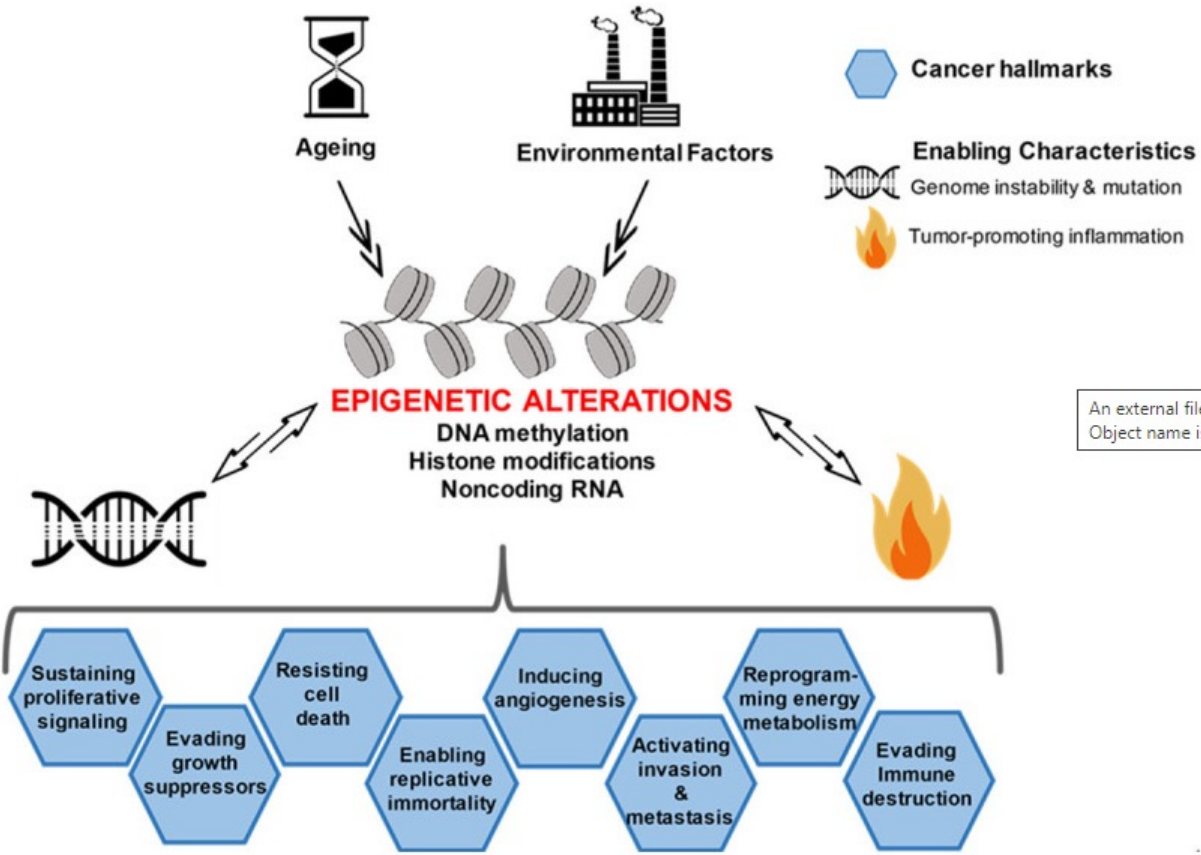 Ageing
Environmental Factors
Cancer hallmarks
Enabling Characteristics
Genome instability & mutation
Tumor-promoting inflammation
EPIGENETIC ALTERATIONS
DNA methylation
Histone modifications
Noncoding RNA
An external file
Object name is
Sustaining
proliferative
signaling
Evading
growth
suppressors
Resisting
cell
death
Enabling
replicative
immortality
Inducing
angiogenesis
Activating
invasion
&
metastasis
Reprogram-
ming energy
metabolism
Evading
Immune
destruction